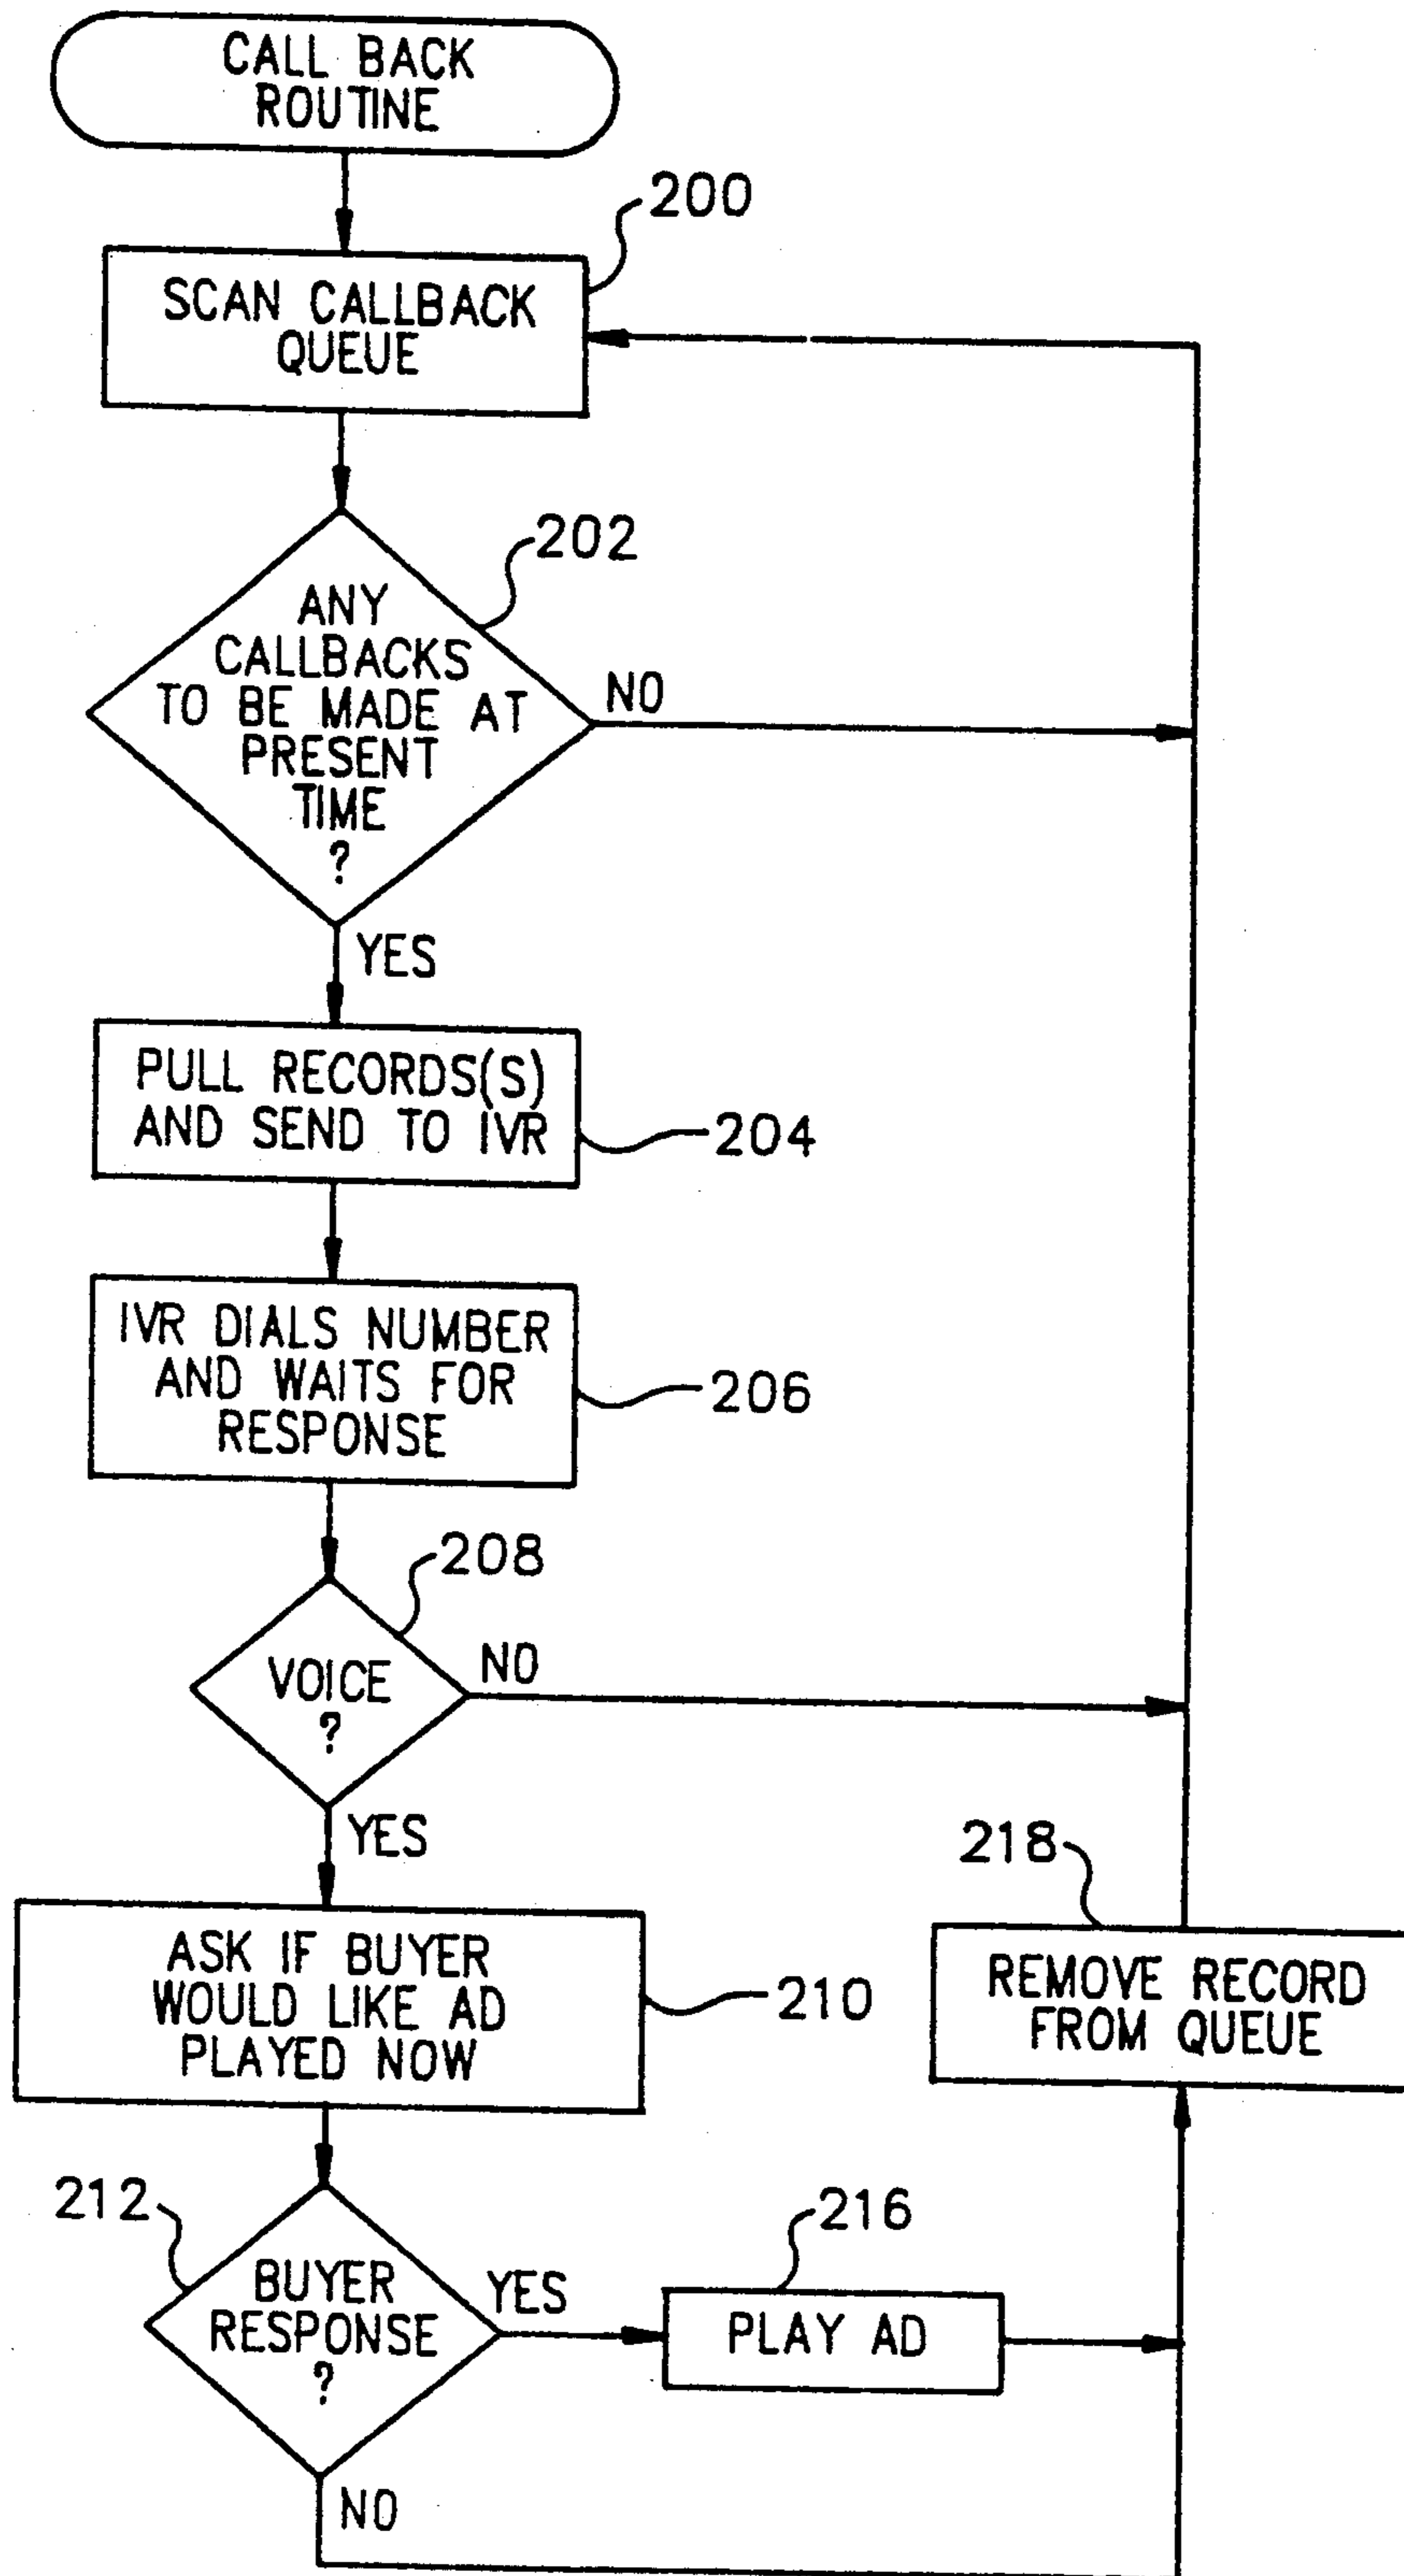 CALL BACK
ROUTINE
200
SCAN CALLBACK
QUEUE
202
ANY
CALLBACKS
TO BE MADE AT
PRESENT
TIME
?
NO
YES
PULL RECORDS(S)
AND SEND TO IVR
204
IVR DIALS NUMBER
AND WAITS FOR
RESPONSE
206
208
VOICE
?
NO
YES
218
ASK IF BUYER
WOULD LIKE AD
PLAYED NOW
210
REMOVE RECORD
FROM QUEUE
212
BUYER
RESPONSE
?
YES
216
PLAY AD
NO